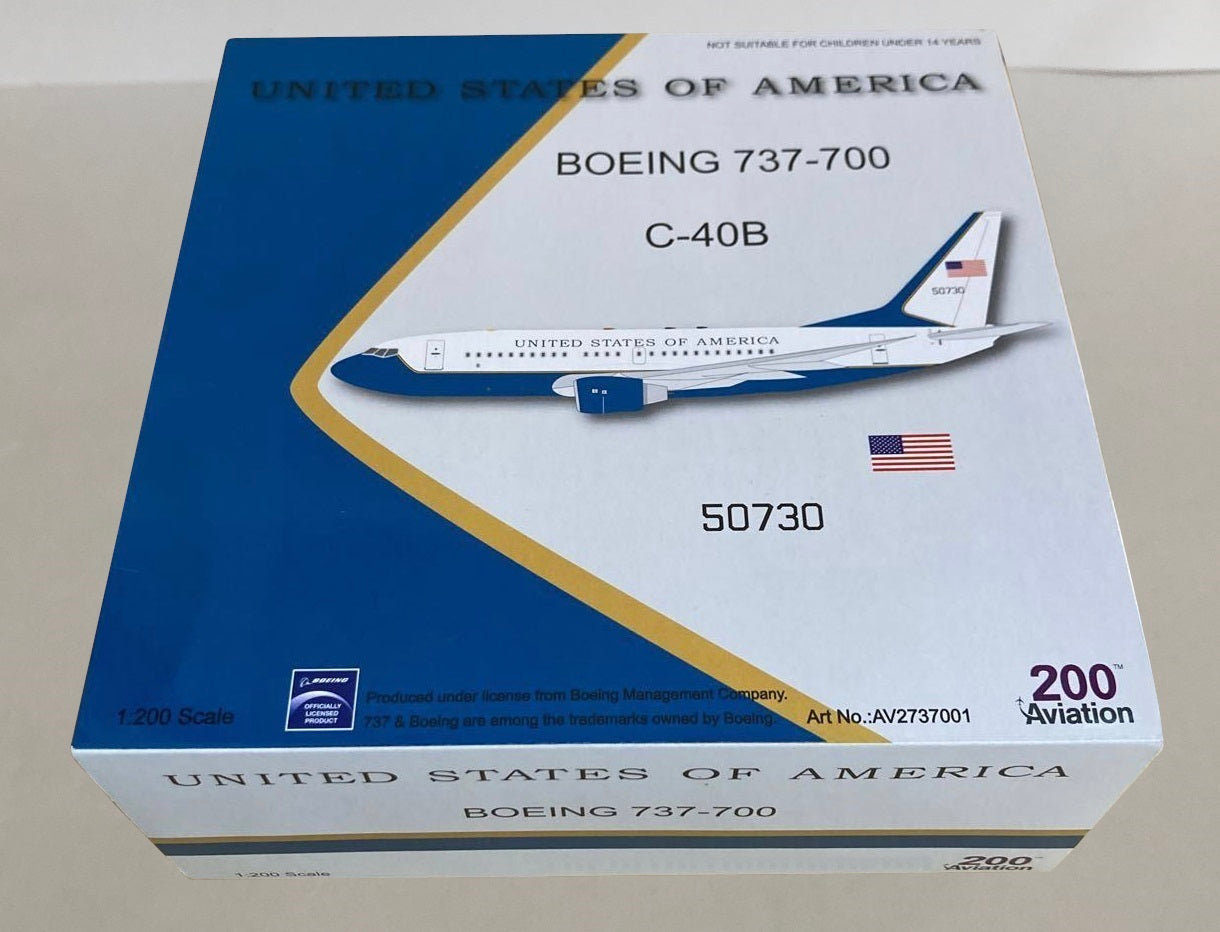 NOT SUITABLE FOR CHILDREN UNDER 14 YEARS
UNITED STATES OF AMERICA
BOEING 737-700
C-40B
50730
UNITED STATES OF AMERICA
50730
BOEING
OFFICIALLY
LICENSED
PRODUCT
Produced under license from Boeing Management Company.
737 & Boeing are among the trademarks owned by Boeing.
1:200 Scale
Art No.:AV2737001
200™
Aviation
UNITED STATES OF AMERICA
BOEING 737-700
1:200 Scale
200™
Aviation